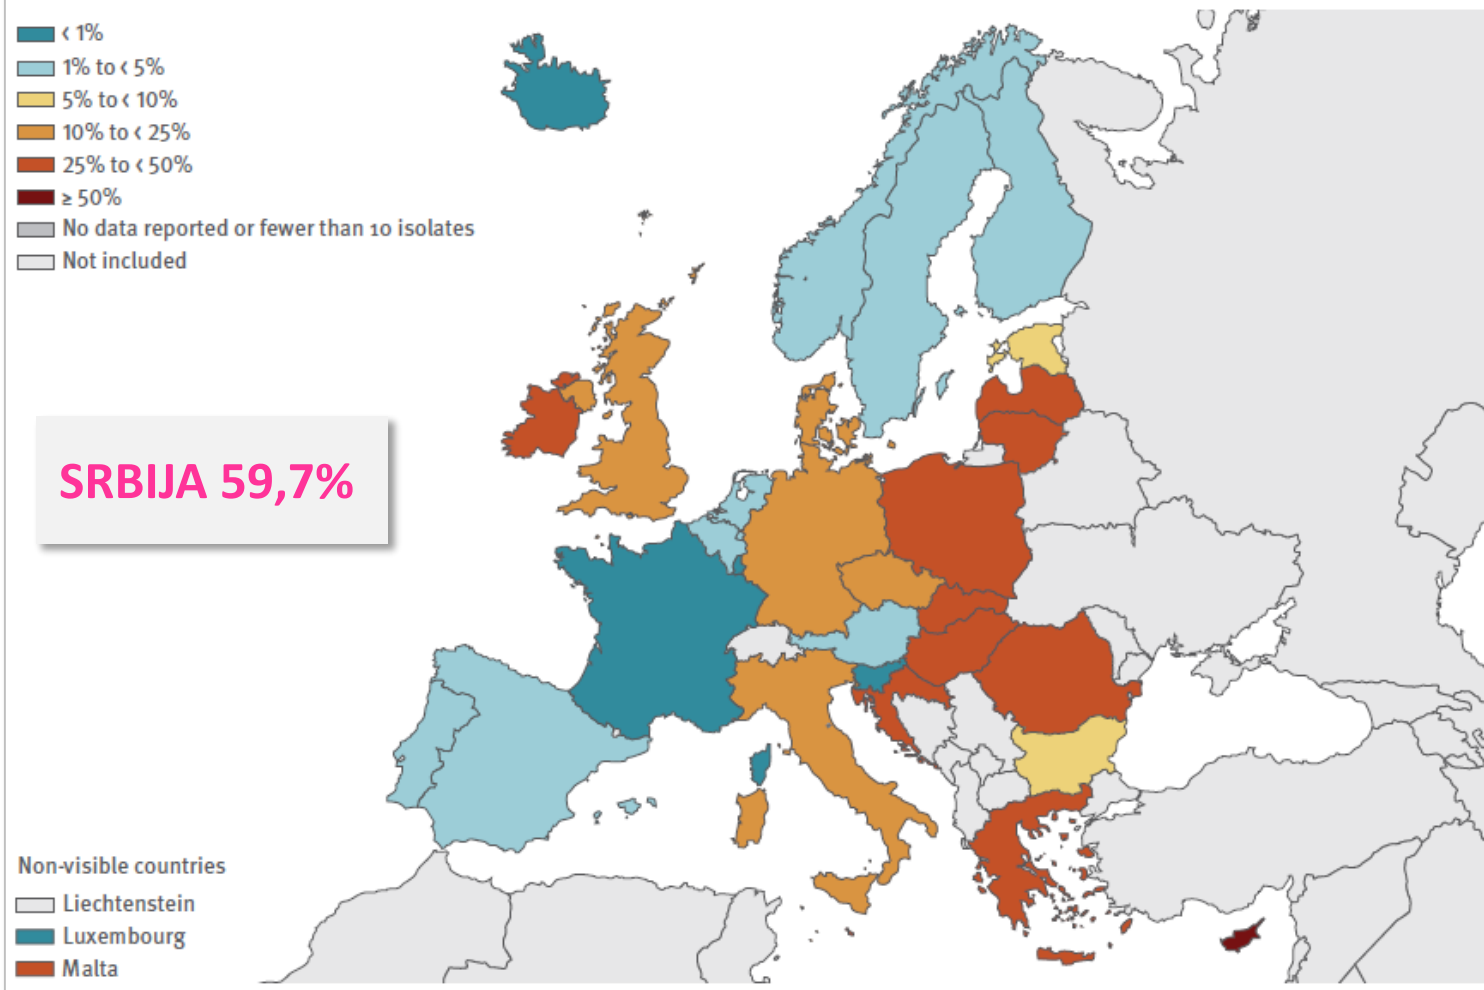 < 1%
1% to < 5%
5% to < 10%
10% to < 25%
25% to < 50%
≥ 50%
No data reported or fewer than 10 isolates
Not included
SRBIJA 59,7%
Non-visible countries
Liechtenstein
Luxembourg
Malta